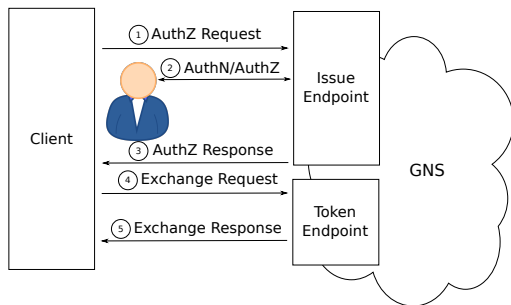 1 AuthZ Request
2 AuthN/AuthZ
Issue
Endpoint
Client
3 AuthZ Response
4 Exchange Request
GNS
Token
Endpoint
5 Exchange Response